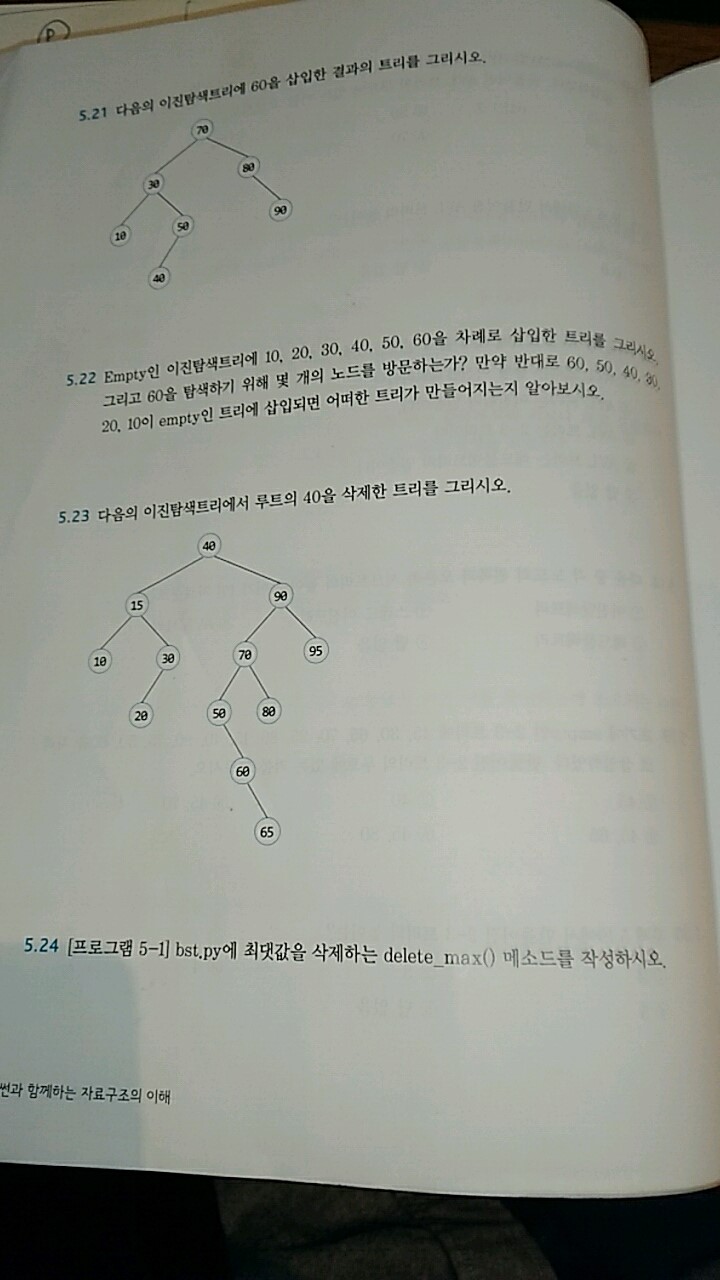 P
5.21 다음의 이진탐색트리에 60을 삽입한 결과의 트리를 그리시오.
70
80
30
90
10
50
40
5.22 Empty인 이진탐색트리에 10, 20, 30, 40, 50, 60을 차례로 삽입한 트리를 그리시오.
그리고 60을 탐색하기 위해 몇 개의 노드를 방문하는가? 만약 반대로 60, 50, 40, 30,
20, 10이 empty인 트리에 삽입되면 어떠한 트리가 만들어지는지 알아보시오.
5.23 다음의 이진탐색트리에서 루트의 40을 삭제한 트리를 그리시오.
40
15 90
10 30 70 95
20 50 80
60
65
5.24 [프로그램 5-1] bst.py에 최댓값을 삭제하는 delete_max() 메소드를 작성하시오.
썬과 함께하는 자료구조의 이해